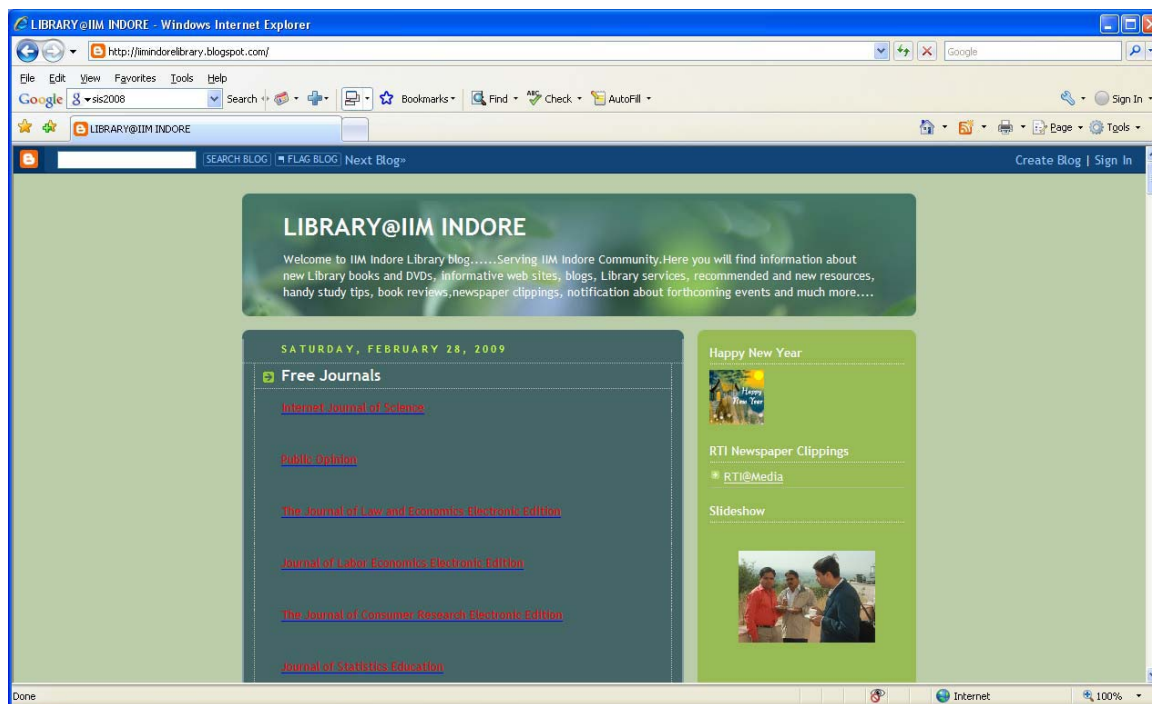 LIBRARY@IIM INDORE - Windows Internet Explorer
http://iimindorelibrary.blogspot.com/
Google
File Edit View Favorites Tools Help
Google sis2008 Search Bookmarks Find Check AutoFill Sign In
LIBRARY@IIM INDORE Page Tools
SEARCH BLOG FLAG BLOG Next Blog» Create Blog | Sign In
LIBRARY@IIM INDORE
Welcome to IIM Indore Library blog......Serving IIM Indore Community.Here you will find information about
new Library books and DVDs, informative web sites, blogs, Library services, recommended and new resources,
handy study tips, book reviews,newspaper clippings, notification about forthcoming events and much more....
SATURDAY, FEBRUARY 28, 2009
Free Journals
Internet Journal of Science
Public Opinion
The Journal of Law and Economics Electronic Edition
Journal of Labor Economics Electronic Edition
The Journal of Consumer Research Electronic Edition
Journal of Statistics Education
Happy New Year
Happy
New Year
RTI Newspaper Clippings
RTI@Media
Slideshow
Done Internet 100%